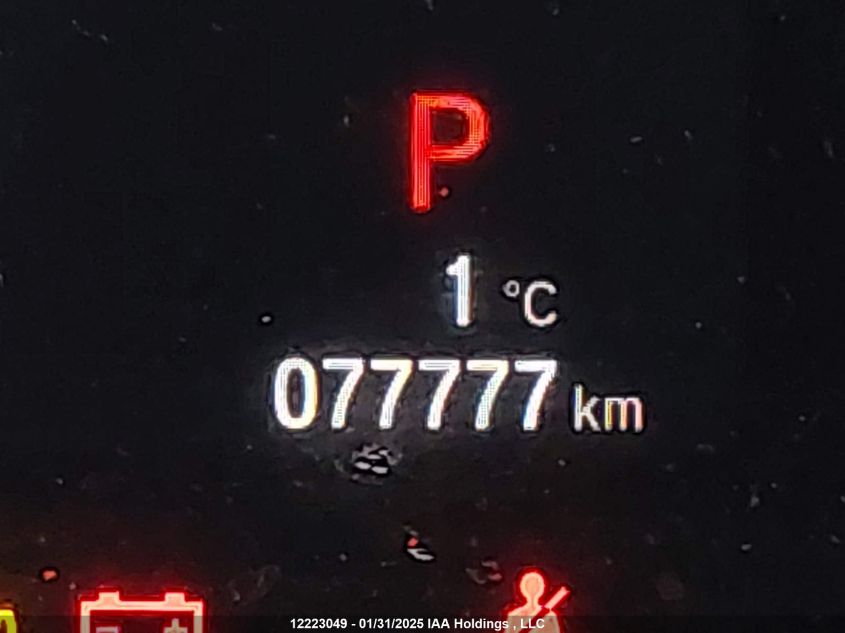 P
1 °C
077777 km
12223049 - 01/31/2025 IAA Holdings , LLC